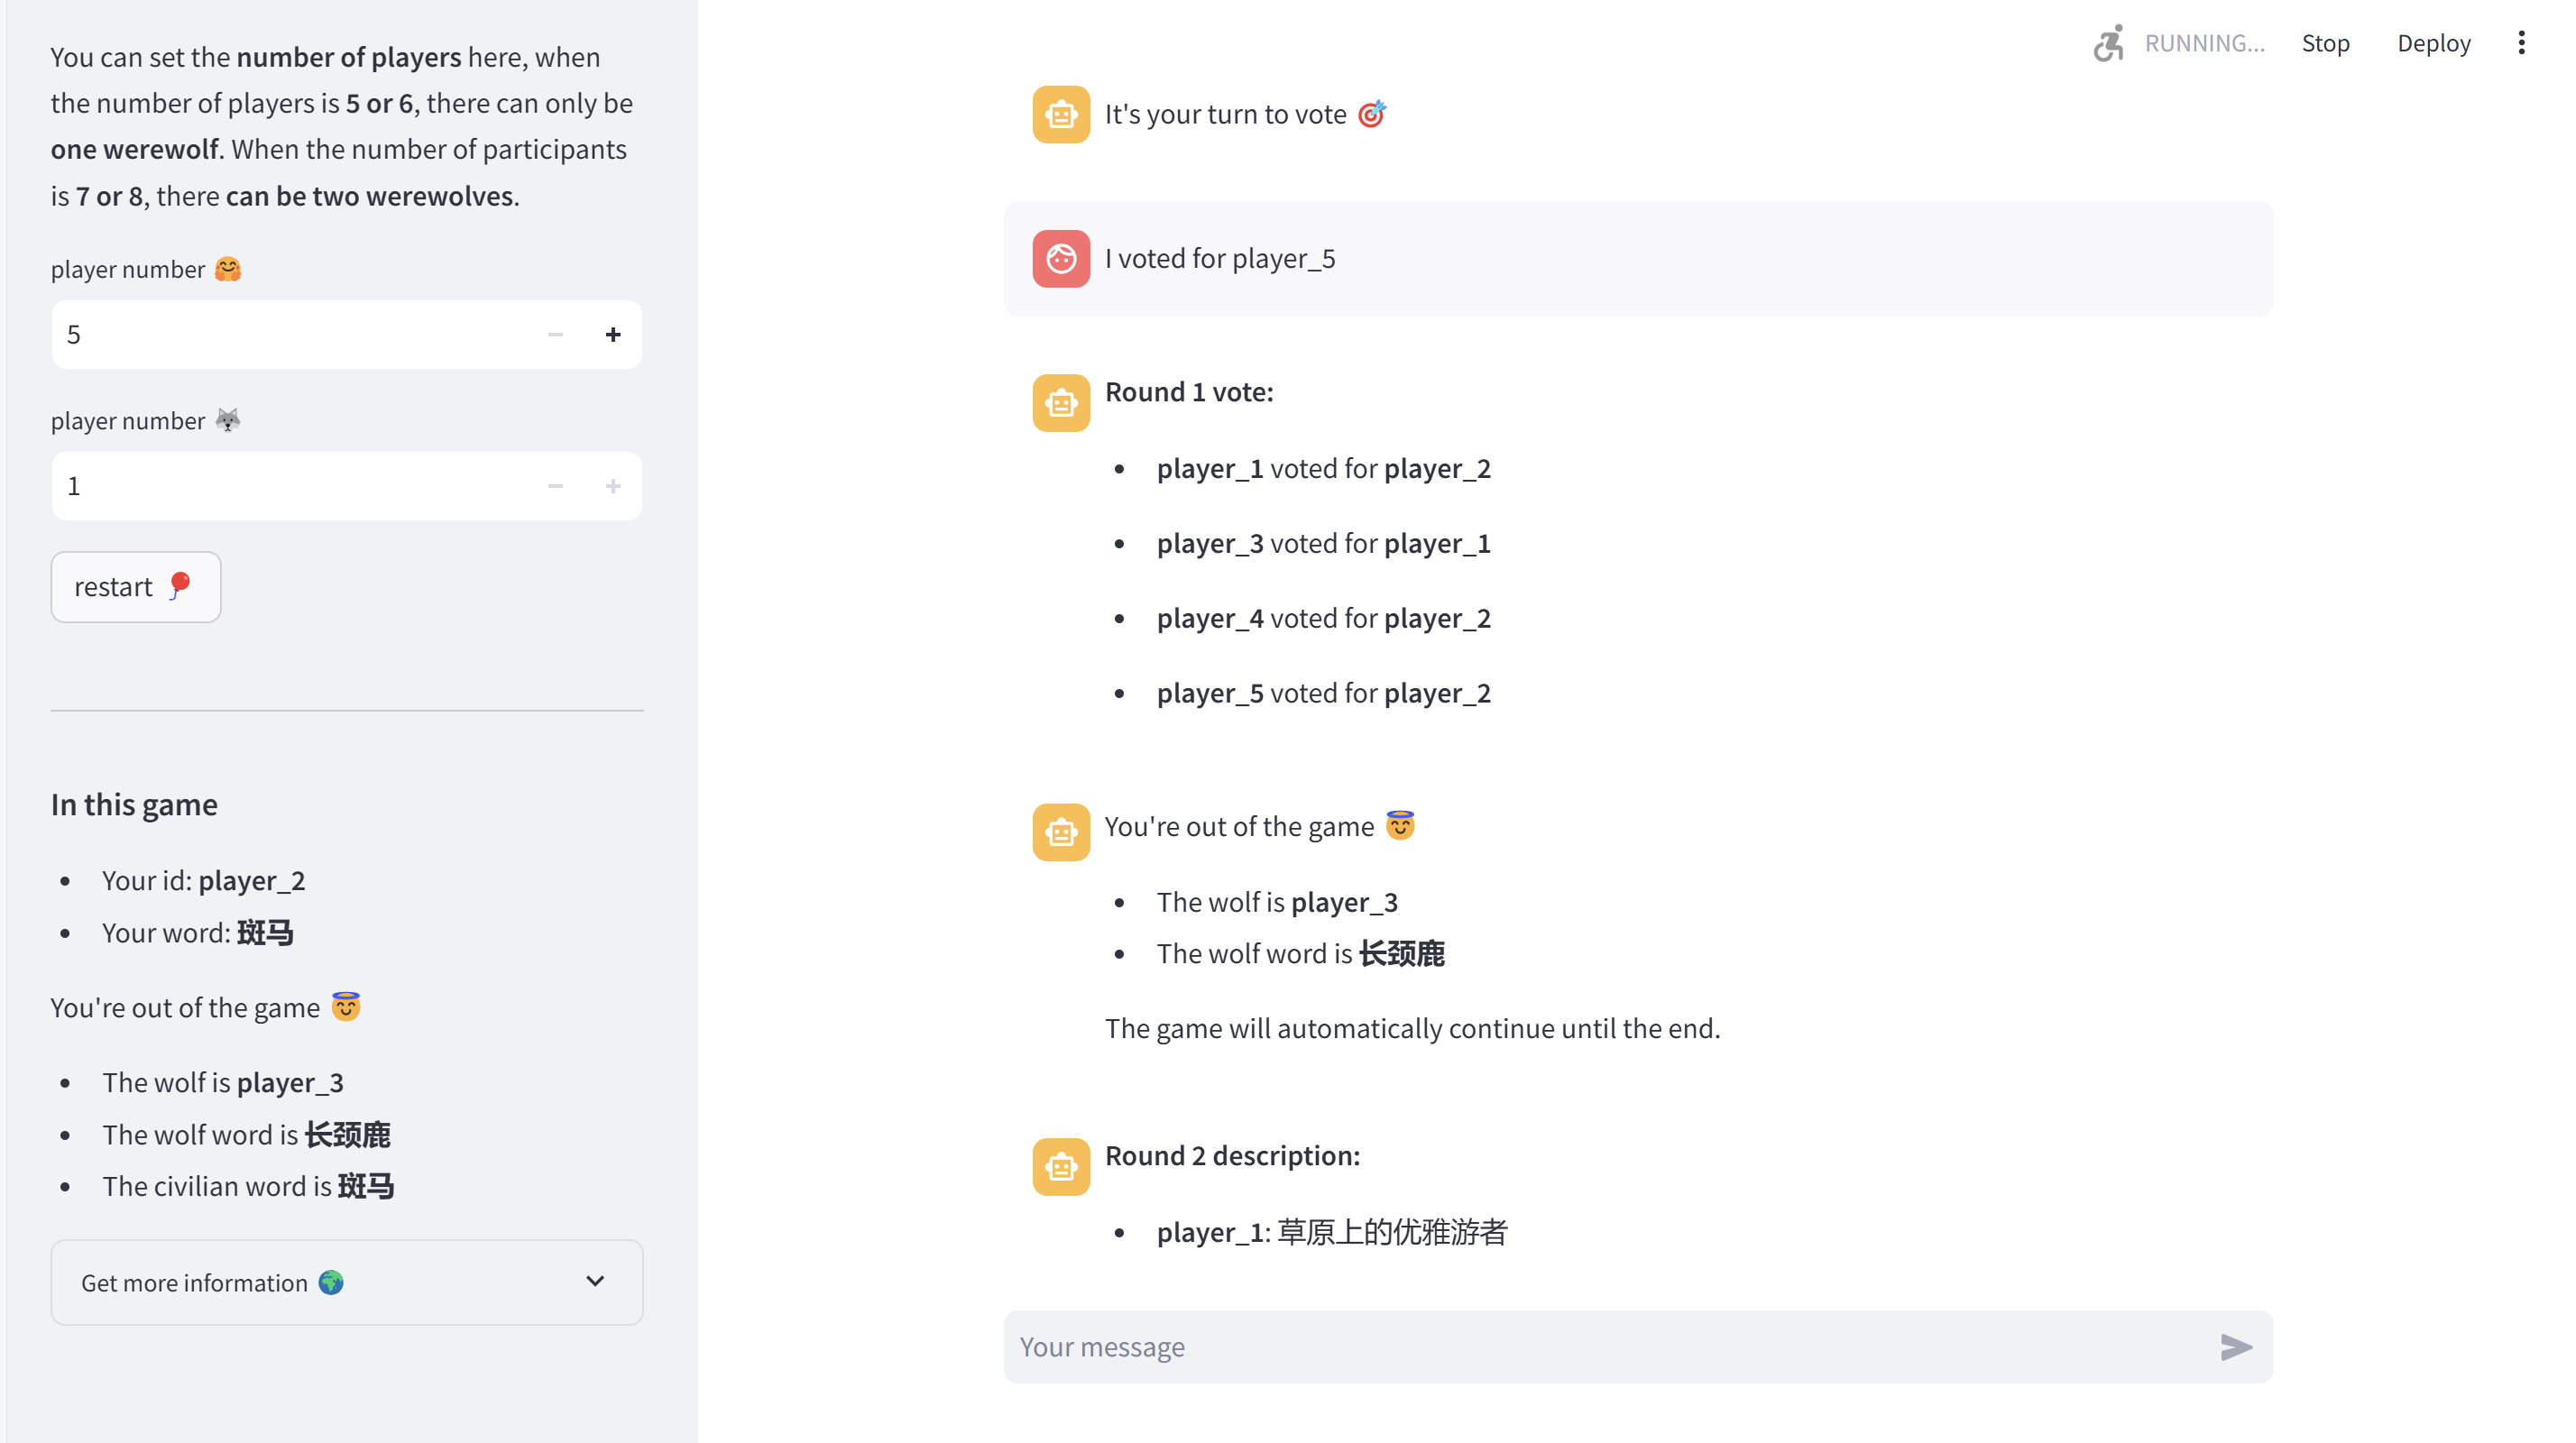 You can set the number of players here, when
the number of players is 5 or 6, there can only be
one werewolf. When the number of participants
is 7 or 8, there can be two werewolves.
player number 🤗
5
player number 🐺
1
restart 🎈
In this game
• Your id: player_2
• Your word: 斑马
You're out of the game 😇
• The wolf is player_3
• The wolf word is 长颈鹿
• The civilian word is 斑马
Get more information 🌍
RUNNING...
Stop
Deploy
It's your turn to vote 🎯
I voted for player_5
Round 1 vote:
• player_1 voted for player_2
• player_3 voted for player_1
• player_4 voted for player_2
• player_5 voted for player_2
You're out of the game 😇
• The wolf is player_3
• The wolf word is 长颈鹿
The game will automatically continue until the end.
Round 2 description:
• player_1: 草原上的优雅游者
Your message